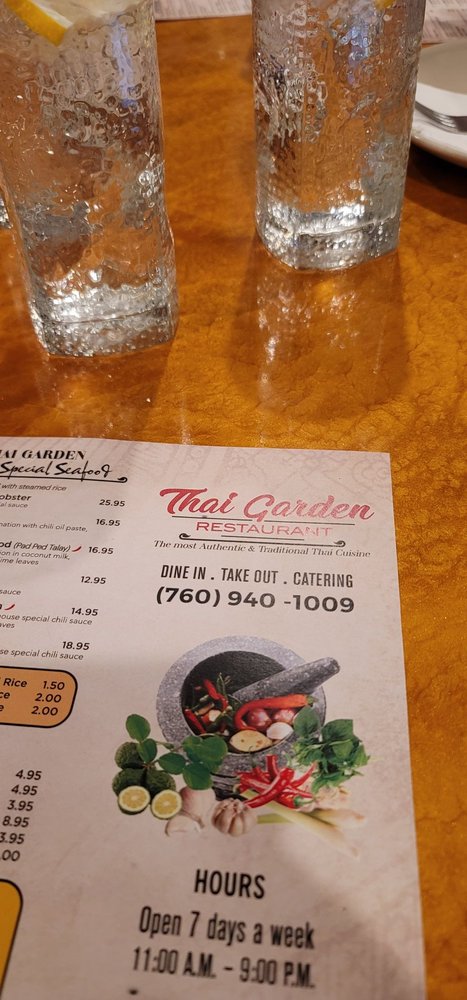 AI GARDEN
Special Seafood
with steamed rice
obster
al sauce
25.95
nation with chili oil paste,
16.95
od (Pad Ped Talay)
16.95
ion in coconut milk,
ime leaves
12.95
sauce
14.95
house special chili sauce
aves
18.95
se special chili sauce
Rice 1.50
ce 2.00
e 2.00
4.95
4.95
3.95
8.95
3.95
.00
Thai Garden
RESTAURANT
The most Authentic & Traditional Thai Cuisine
DINE IN . TAKE OUT . CATERING
(760) 940 -1009
HOURS
Open 7 days a week
11:00 A.M. - 9:00 P.M.